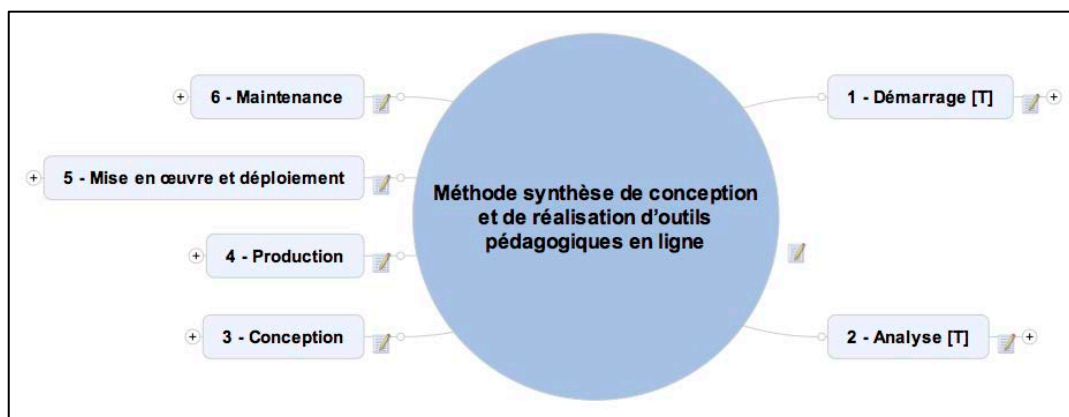 Méthode synthèse de conception
et de réalisation d'outils
pédagogiques en ligne
1 - Démarrage [T]
2 - Analyse [T]
3 - Conception
4 - Production
5 - Mise en œuvre et déploiement
6 - Maintenance